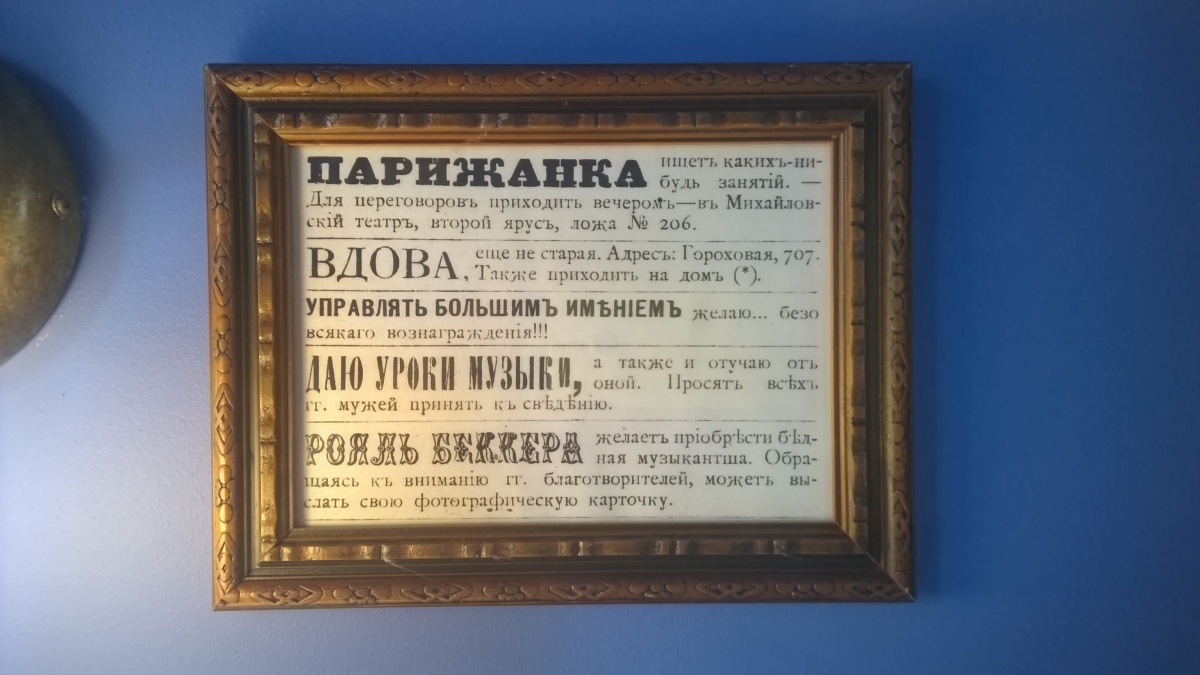 ПАРИЖАНКА ищетъ какихъ-ни-
будь занятій. —
Для переговоровъ приходить вечеромъ—въ Михайлов-
скій театръ, второй ярусъ, ложа № 206.
ВДОВА, еще не старая. Адресъ: Гороховая, 707.
Также приходить на домъ (*).
УПРАВЛЯТЬ БОЛЬШИМЪ ИМѢНІЕМЪ желаю... безо
всякаго вознагражденія!!!
ДАЮ УРОКИ МУЗЫКИ, а также и отучаю отъ
оной. Просятъ всѣхъ
гг. мужей принять къ свѣдѣнію.
РОЯЛЬ БЕККЕРА желаетъ пріобрѣсти бѣд-
ная музыкантша. Обра-
щаясь къ вниманію гг. благотворителей, можетъ вы-
слать свою фотографическую карточку.